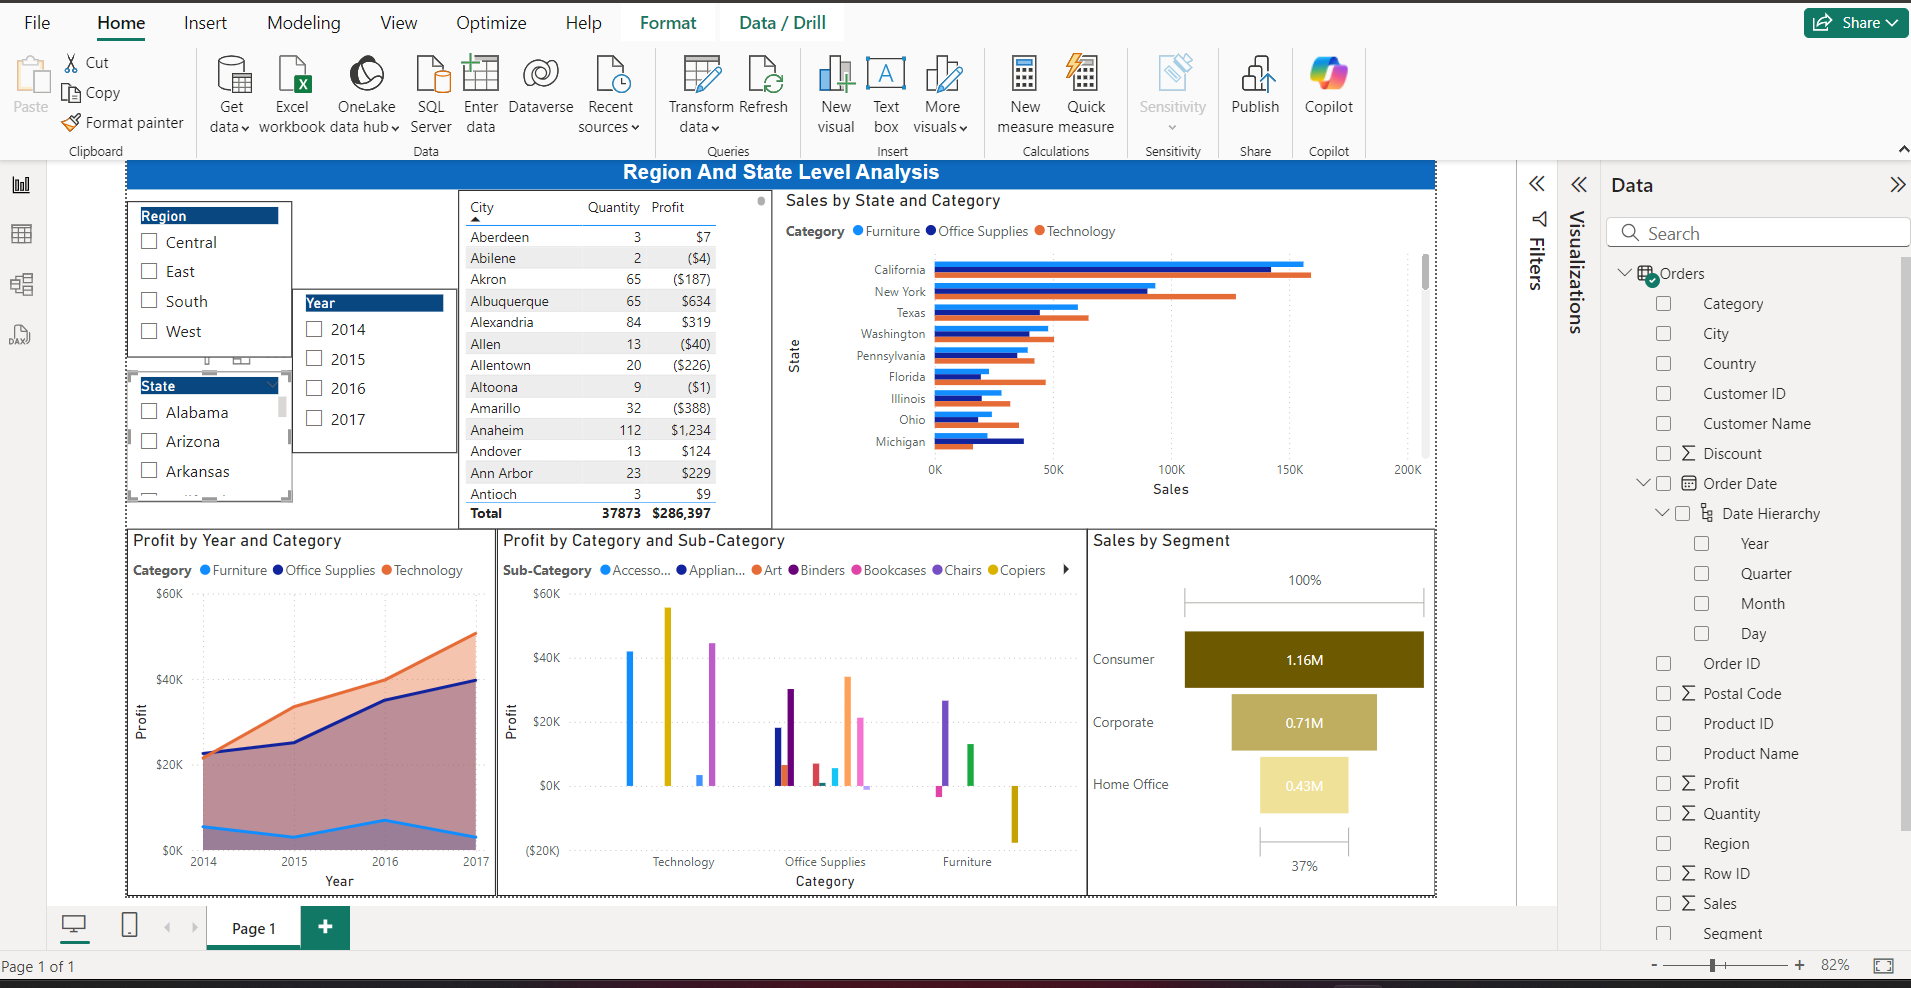 File Home Insert Modeling View Optimize Help Format Data / Drill Share
Paste
Cut
Copy
Format painter
Clipboard
Get data
Excel workbook
OneLake data hub
SQL Server
Enter data
Dataverse
Recent sources
Data
Transform data
Refresh
Queries
New visual
Text box
More visuals
Insert
New measure
Quick measure
Calculations
Sensitivity
Sensitivity
Publish
Share
Copilot
Copilot
Region And State Level Analysis
Region
Central
East
South
West
Year
2014
2015
2016
2017
State
Alabama
Arizona
Arkansas
City Quantity Profit
Aberdeen 3 $7
Abilene 2 ($4)
Akron 65 ($187)
Albuquerque 65 $634
Alexandria 84 $319
Allen 13 ($40)
Allentown 20 ($226)
Altoona 9 ($1)
Amarillo 32 ($388)
Anaheim 112 $1,234
Andover 13 $124
Ann Arbor 23 $229
Antioch 3 $9
Total 37873 $286,397
Sales by State and Category
Category Furniture Office Supplies Technology
State
California
New York
Texas
Washington
Pennsylvania
Florida
Illinois
Ohio
Michigan
0K 50K 100K 150K 200K
Sales
Profit by Year and Category
Category Furniture Office Supplies Technology
Profit
$60K
$40K
$20K
$0K
2014 2015 2016 2017
Year
Profit by Category and Sub-Category
Sub-Category Accesso... Applian... Art Binders Bookcases Chairs Copiers
Profit
$60K
$40K
$20K
$0K
($20K)
Technology Office Supplies Furniture
Category
Sales by Segment
100%
Consumer 1.16M
Corporate 0.71M
Home Office 0.43M
37%
Filters
Visualizations
Data
Search
Orders
Category
City
Country
Customer ID
Customer Name
Discount
Order Date
Date Hierarchy
Year
Quarter
Month
Day
Order ID
Postal Code
Product ID
Product Name
Profit
Quantity
Region
Row ID
Sales
Segment
DAX
Page 1
Page 1 of 1
82%